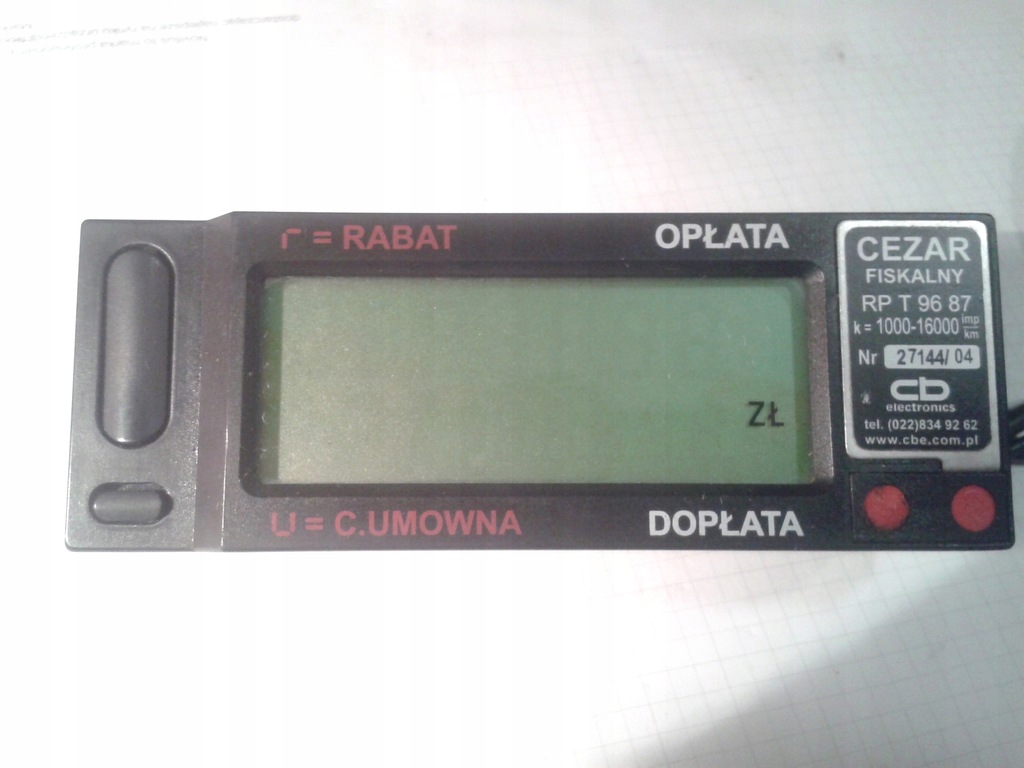 r = RABAT
OPŁATA
CEZAR
FISKALNY
RP T 96 87
k = 1000-16000 imp/km
Nr 27144/ 04
cb
electronics
tel. (022)834 92 62
www.cbe.com.pl
ZŁ
U = C.UMOWNA
DOPŁATA